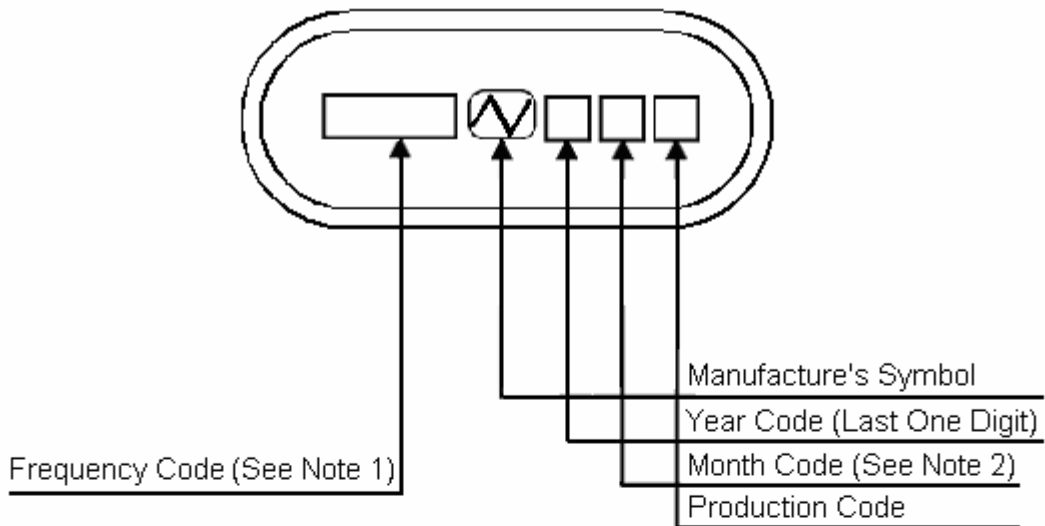 Manufacture's Symbol
Year Code (Last One Digit)
Frequency Code (See Note 1)
Month Code (See Note 2)
Production Code